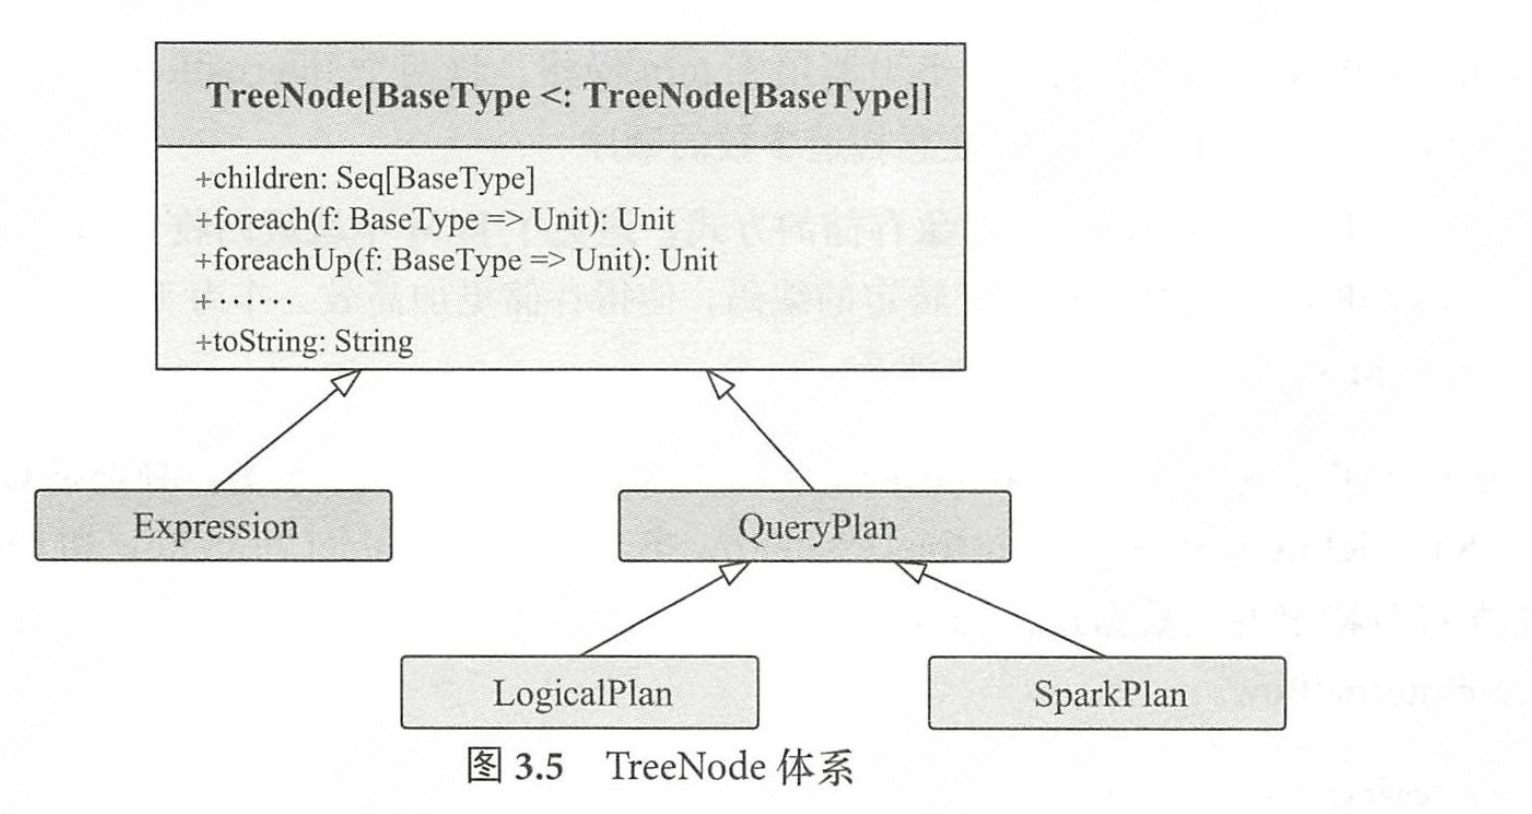 TreeNode[BaseType <: TreeNode[BaseType]]
+children: Seq[BaseType]
+foreach(f: BaseType => Unit): Unit
+foreachUp(f: BaseType => Unit): Unit
+······
+toString: String
Expression
QueryPlan
LogicalPlan
SparkPlan
图 3.5 TreeNode 体系